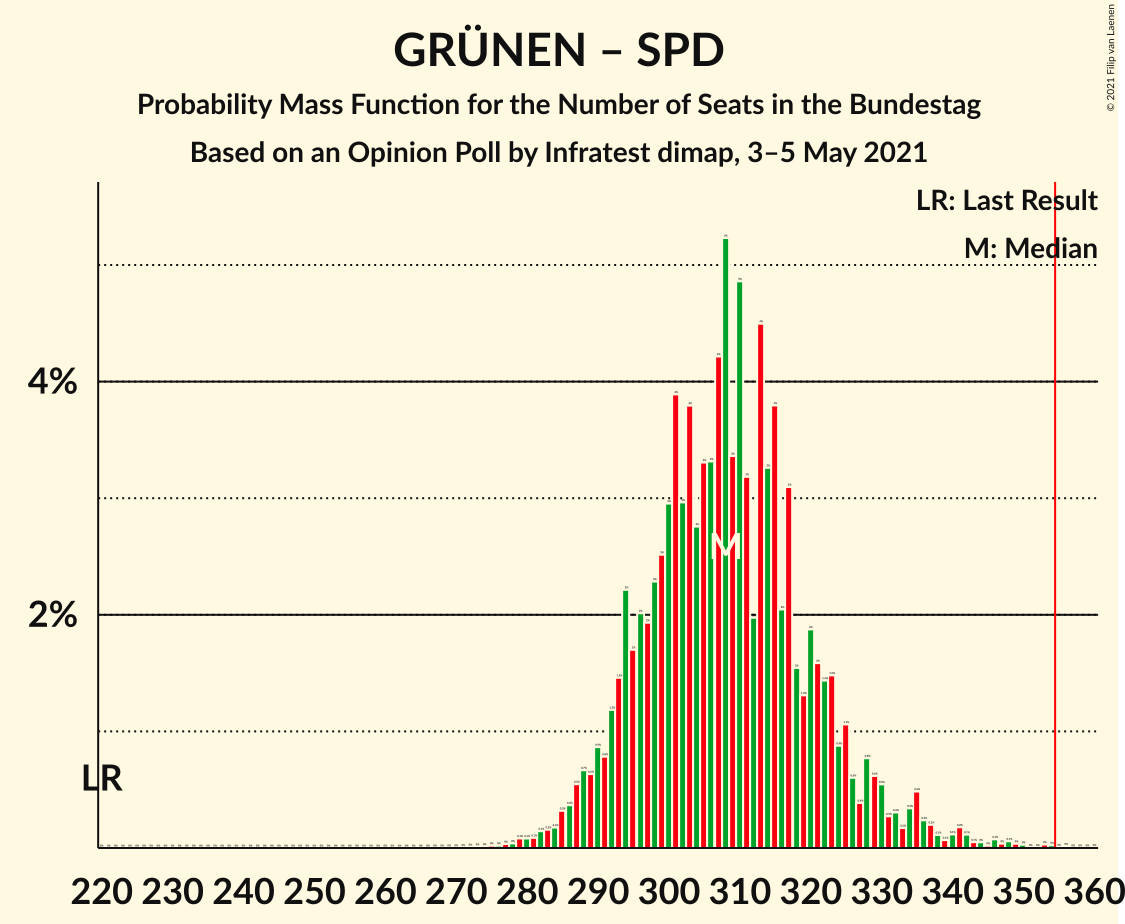 GRÜNEN – SPD
Probability Mass Function for the Number of Seats in the Bundestag
Based on an Opinion Poll by Infratest dimap, 3–5 May 2021
© 2021 Filip van Laenen
LR: Last Result
M: Median
4%
2%
M
LR
220 230 240 250 260 270 280 290 300 310 320 330 340 350 360